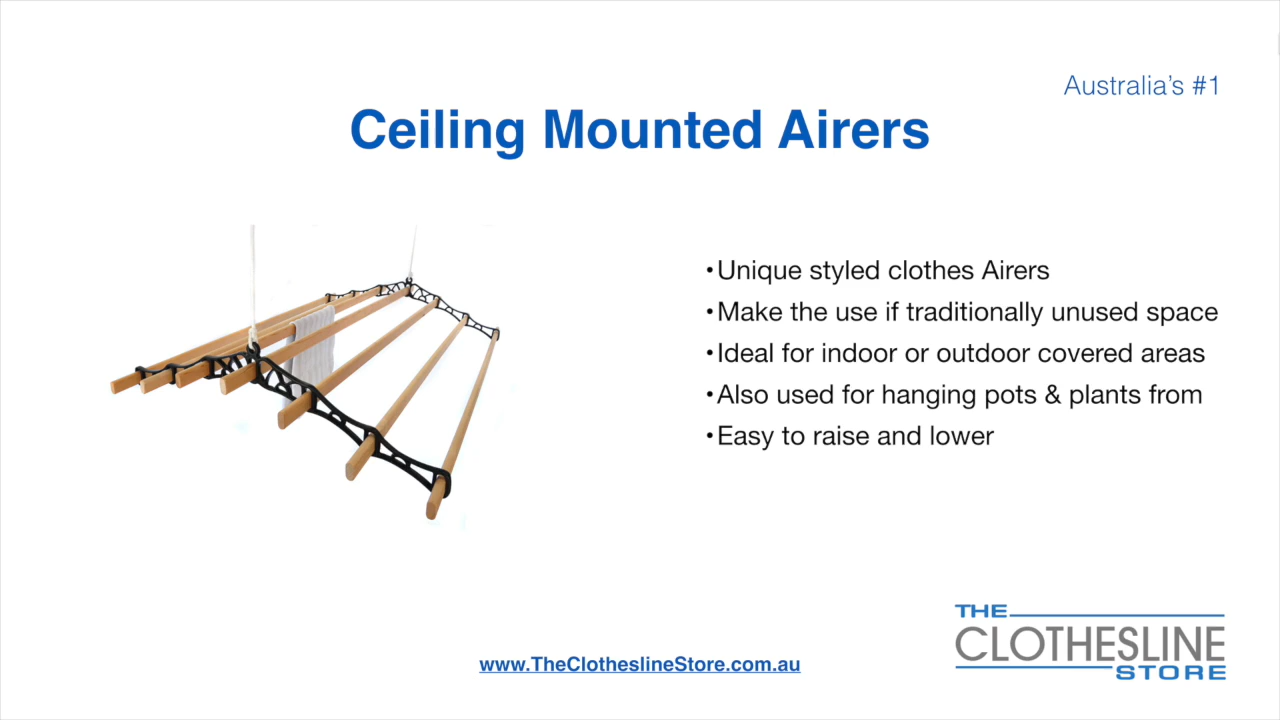 Australia's #1
Ceiling Mounted Airers
•Unique styled clothes Airers
•Make the use if traditionally unused space
•Ideal for indoor or outdoor covered areas
•Also used for hanging pots & plants from
•Easy to raise and lower
www.TheClotheslineStore.com.au
THE
CLOTHESLINE
STORE